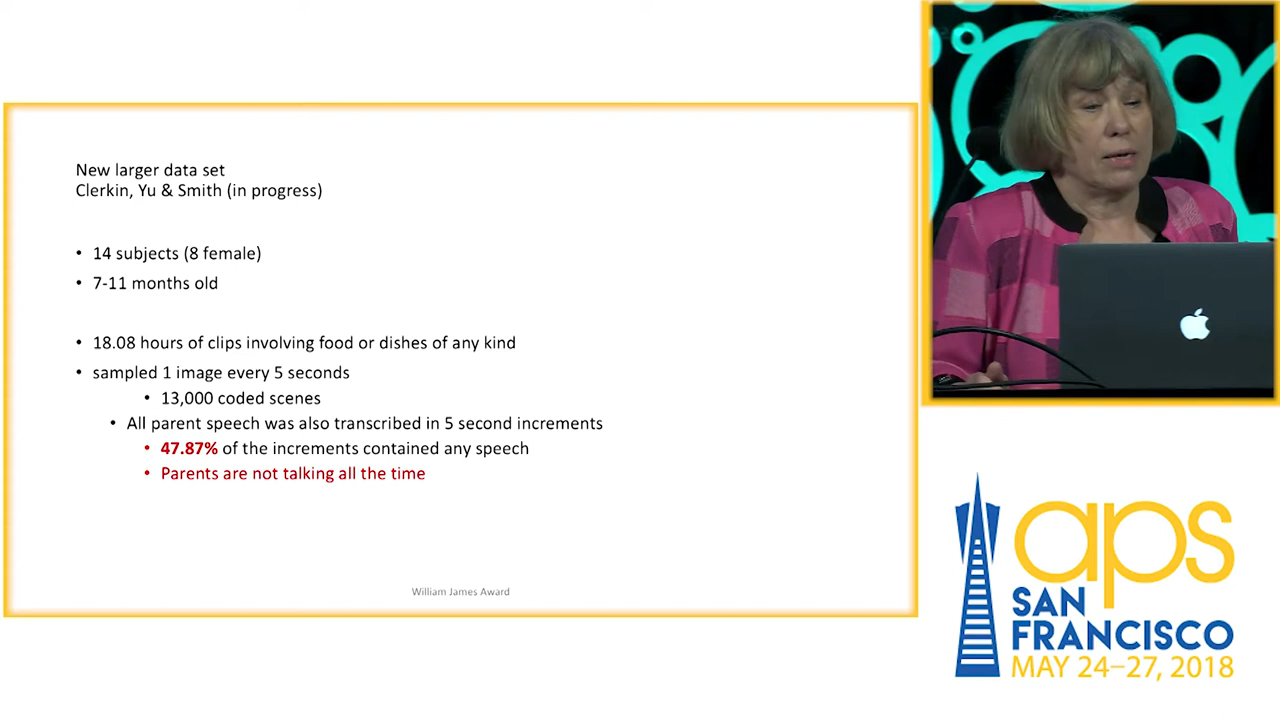 New larger data set
Clerkin, Yu & Smith (in progress)
• 14 subjects (8 female)
• 7-11 months old
• 18.08 hours of clips involving food or dishes of any kind
• sampled 1 image every 5 seconds
• 13,000 coded scenes
• All parent speech was also transcribed in 5 second increments
• 47.87% of the increments contained any speech
• Parents are not talking all the time
William James Award
aps
SAN
FRANCISCO
MAY 24–27, 2018